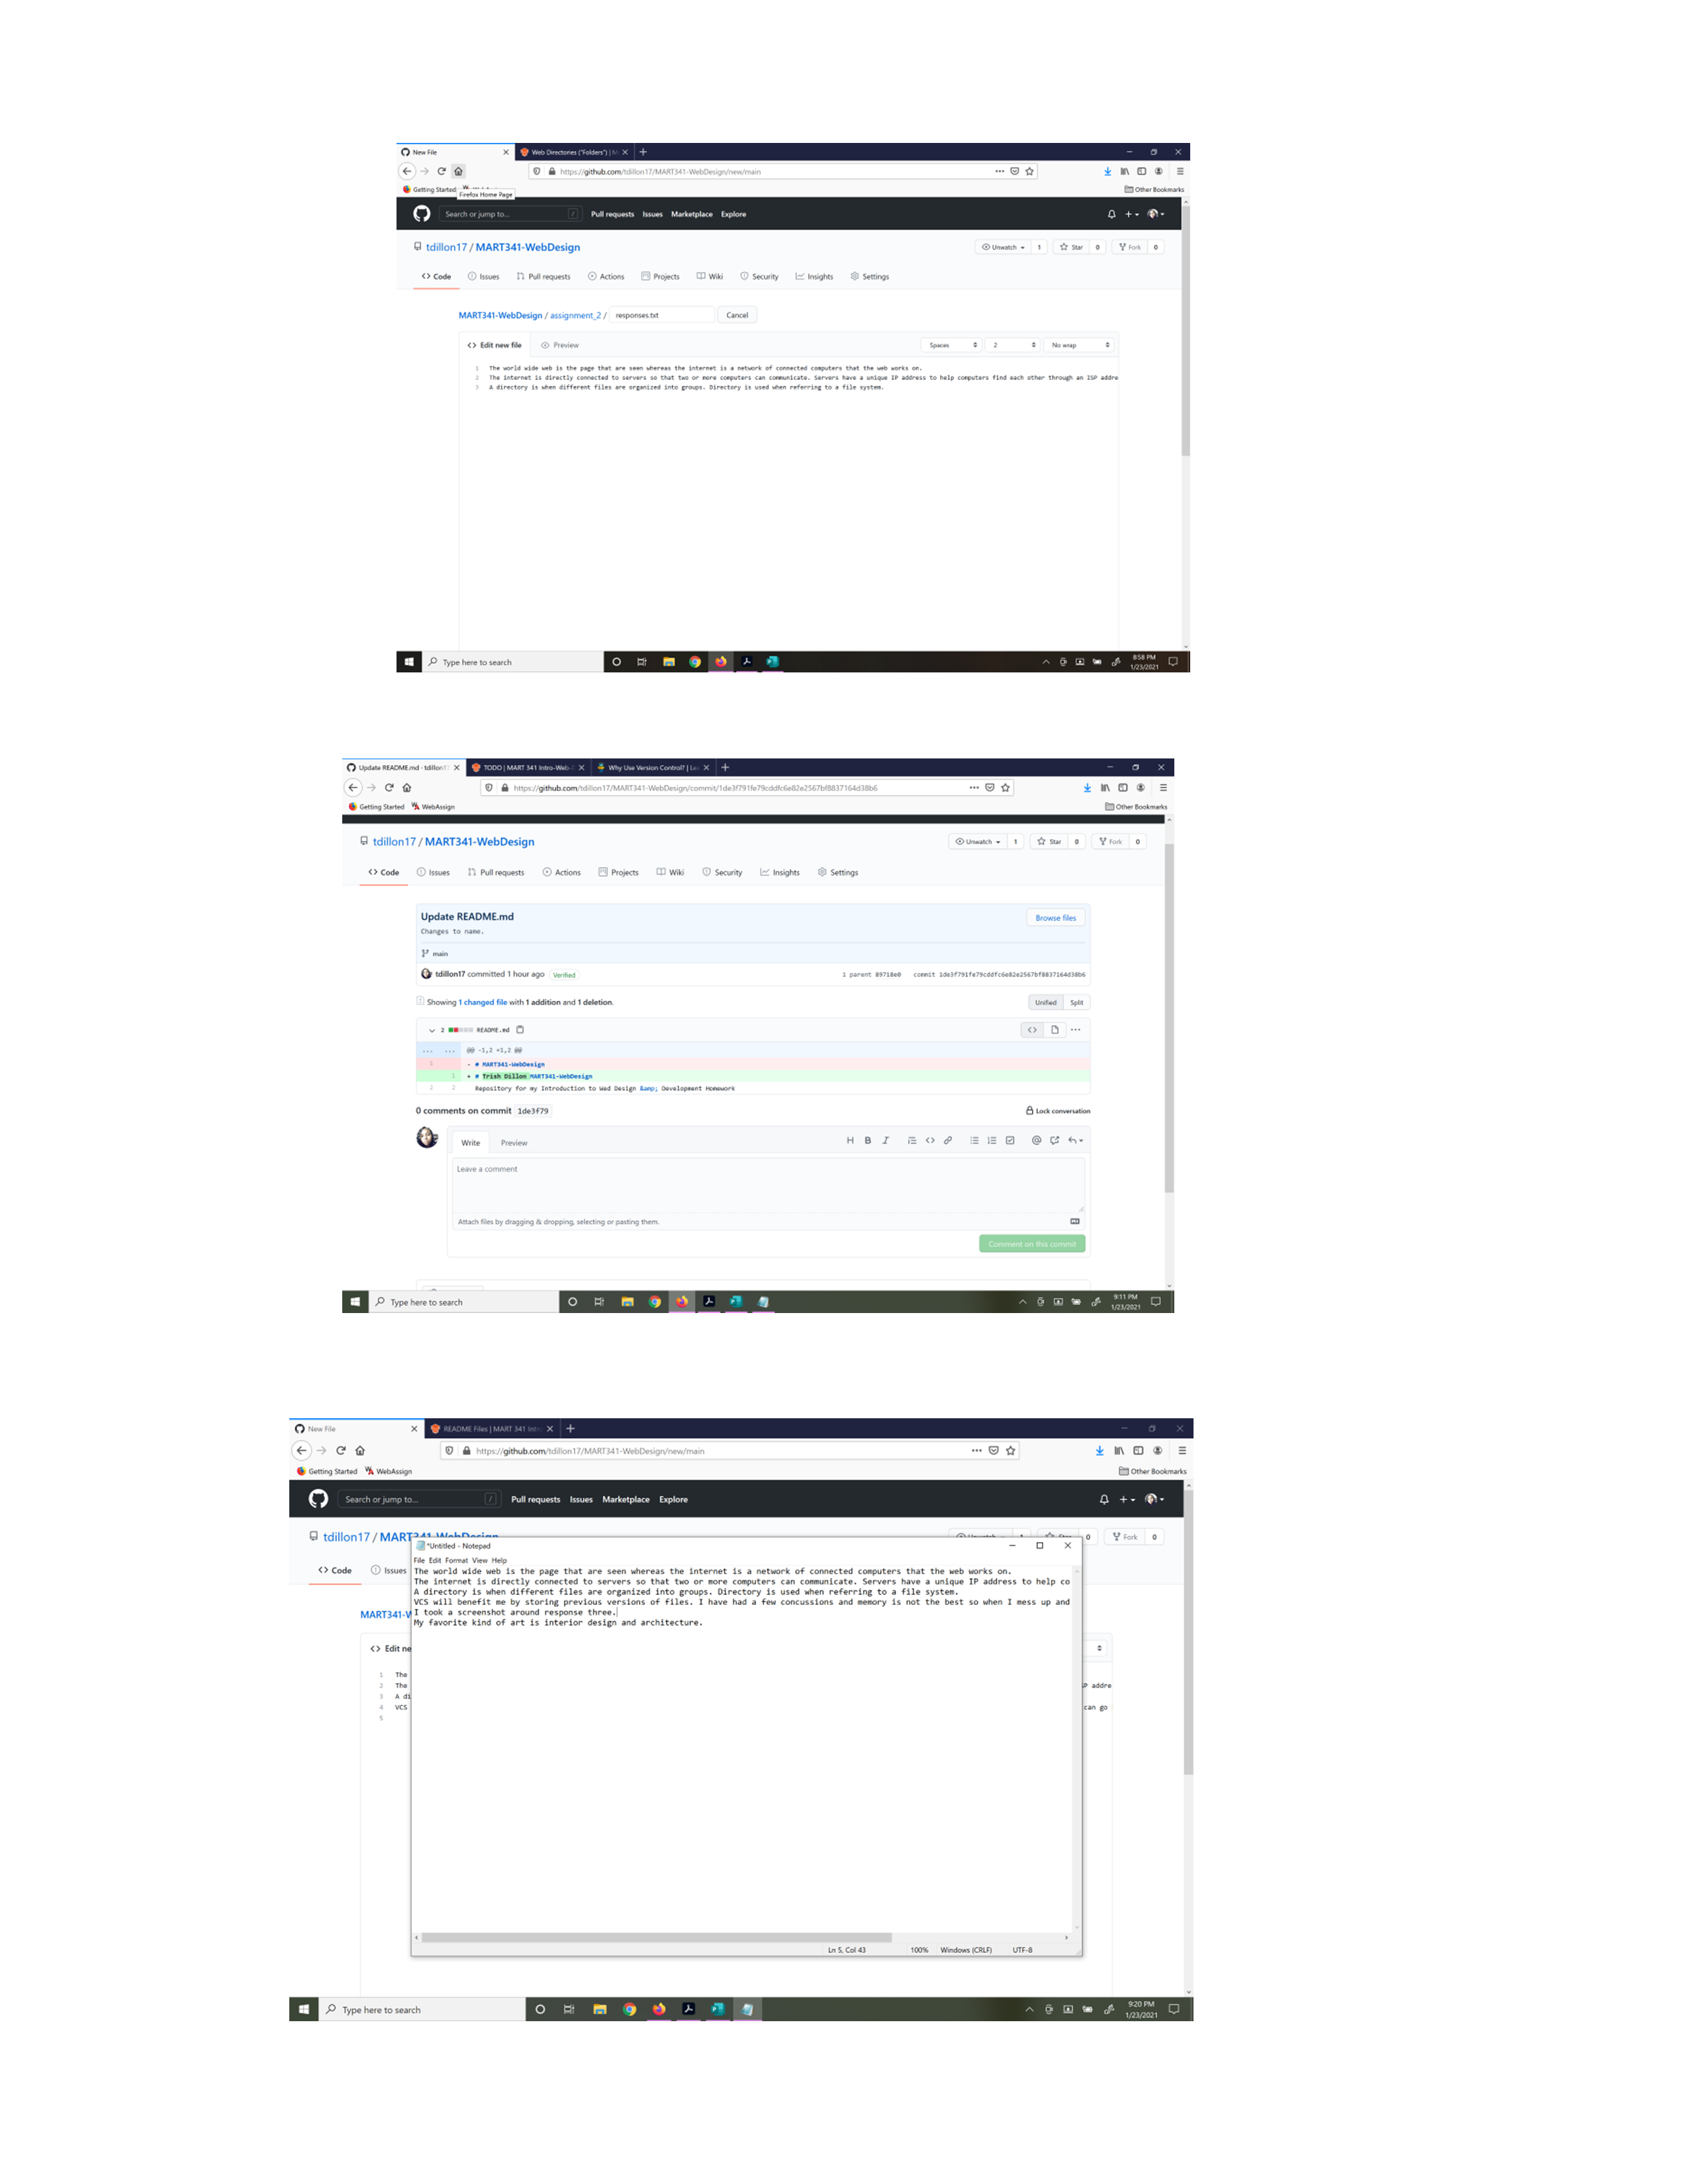 New File
Web Directories ("Folders") | M
https://github.com/tdillon17/MART341-WebDesign/new/main
Getting Started
Firefox Home Page
Other Bookmarks
Search or jump to...
/
Pull requests Issues Marketplace Explore
tdillon17 / MART341-WebDesign
Unwatch 1 Star 0 Fork 0
Code Issues Pull requests Actions Projects Wiki Security Insights Settings
MART341-WebDesign / assignment_2 / responses.txt Cancel
Edit new file Preview Spaces 2 No wrap
1 The world wide web is the page that are seen whereas the internet is a network of connected computers that the web works on.
2 The internet is directly connected to servers so that two or more computers can communicate. Servers have a unique IP address to help computers find each other through an ISP addre
3 A directory is when different files are organized into groups. Directory is used when referring to a file system.
Type here to search
8:58 PM
1/23/2021
Update README.md · tdillon17
TODO | MART 341 Intro-Web-
Why Use Version Control? | Le
https://github.com/tdillon17/MART341-WebDesign/commit/1de3f791fe79cddfc6e82e2567bf8837164d38b6
Getting Started WebAssign Other Bookmarks
tdillon17 / MART341-WebDesign
Unwatch 1 Star 0 Fork 0
Code Issues Pull requests Actions Projects Wiki Security Insights Settings
Update README.md
Browse files
Changes to name.
main
tdillon17 committed 1 hour ago Verified
1 parent 89718e0 commit 1de3f791fe79cddfc6e82e2567bf8837164d38b6
Showing 1 changed file with 1 addition and 1 deletion.
Unified Split
2 README.md
... ... @@ -1,2 +1,2 @@
1 - # MART341-WebDesign
1 + # Trish Dillon MART341-WebDesign
2 2 Repository for my Introduction to Wed Design &amp; Development Homework
0 comments on commit 1de3f79
Lock conversation
Write Preview
Leave a comment
Attach files by dragging & dropping, selecting or pasting them.
Comment on this commit
Type here to search
9:11 PM
1/23/2021
New File
README Files | MART 341 Intr
https://github.com/tdillon17/MART341-WebDesign/new/main
Getting Started WebAssign Other Bookmarks
Search or jump to...
/
Pull requests Issues Marketplace Explore
tdillon17 / MART341-WebDesign
0 Fork 0
*Untitled - Notepad
File Edit Format View Help
The world wide web is the page that are seen whereas the internet is a network of connected computers that the web works on.
The internet is directly connected to servers so that two or more computers can communicate. Servers have a unique IP address to help co
A directory is when different files are organized into groups. Directory is used when referring to a file system.
VCS will benefit me by storing previous versions of files. I have had a few concussions and memory is not the best so when I mess up and
I took a screenshot around response three.
My favorite kind of art is interior design and architecture.
Code Issues
MART341-W
Edit ne
1 The
2 The
3 A di
4 VCS
5
addre
can go
Ln 5, Col 43 100% Windows (CRLF) UTF-8
Type here to search
9:20 PM
1/23/2021